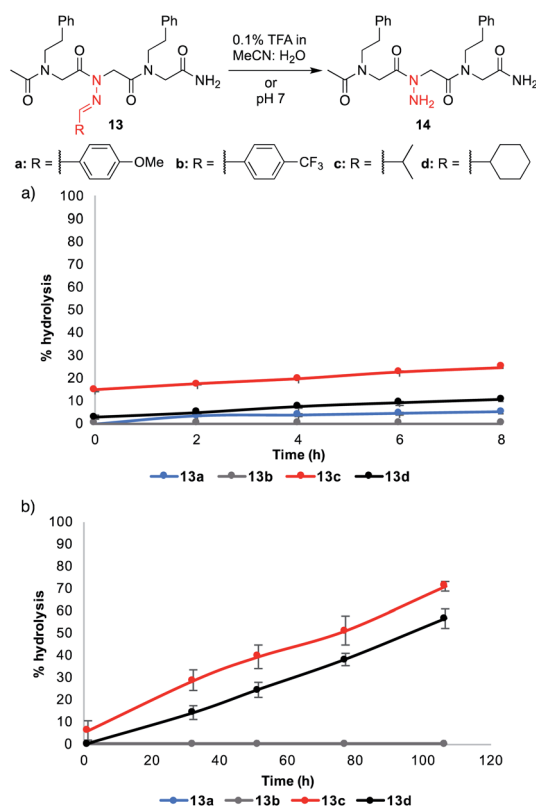 Ph
Ph
0.1% TFA in
MeCN: H2O
or
pH 7
O
N
N
O
N
O
N
R
O
NH2
13
Ph
Ph
O
N
N
O
NH2
N
O
O
NH2
14
a: R = OMe b: R = CF3 c: R = d: R =
a)
100
90
80
70
60
50
40
30
20
10
0
% hydrolysis
0 2 4 6 8
Time (h)
13a 13b 13c 13d
b)
100
90
80
70
60
50
40
30
20
10
0
% hydrolysis
0 20 40 60 80 100 120
Time (h)
13a 13b 13c 13d